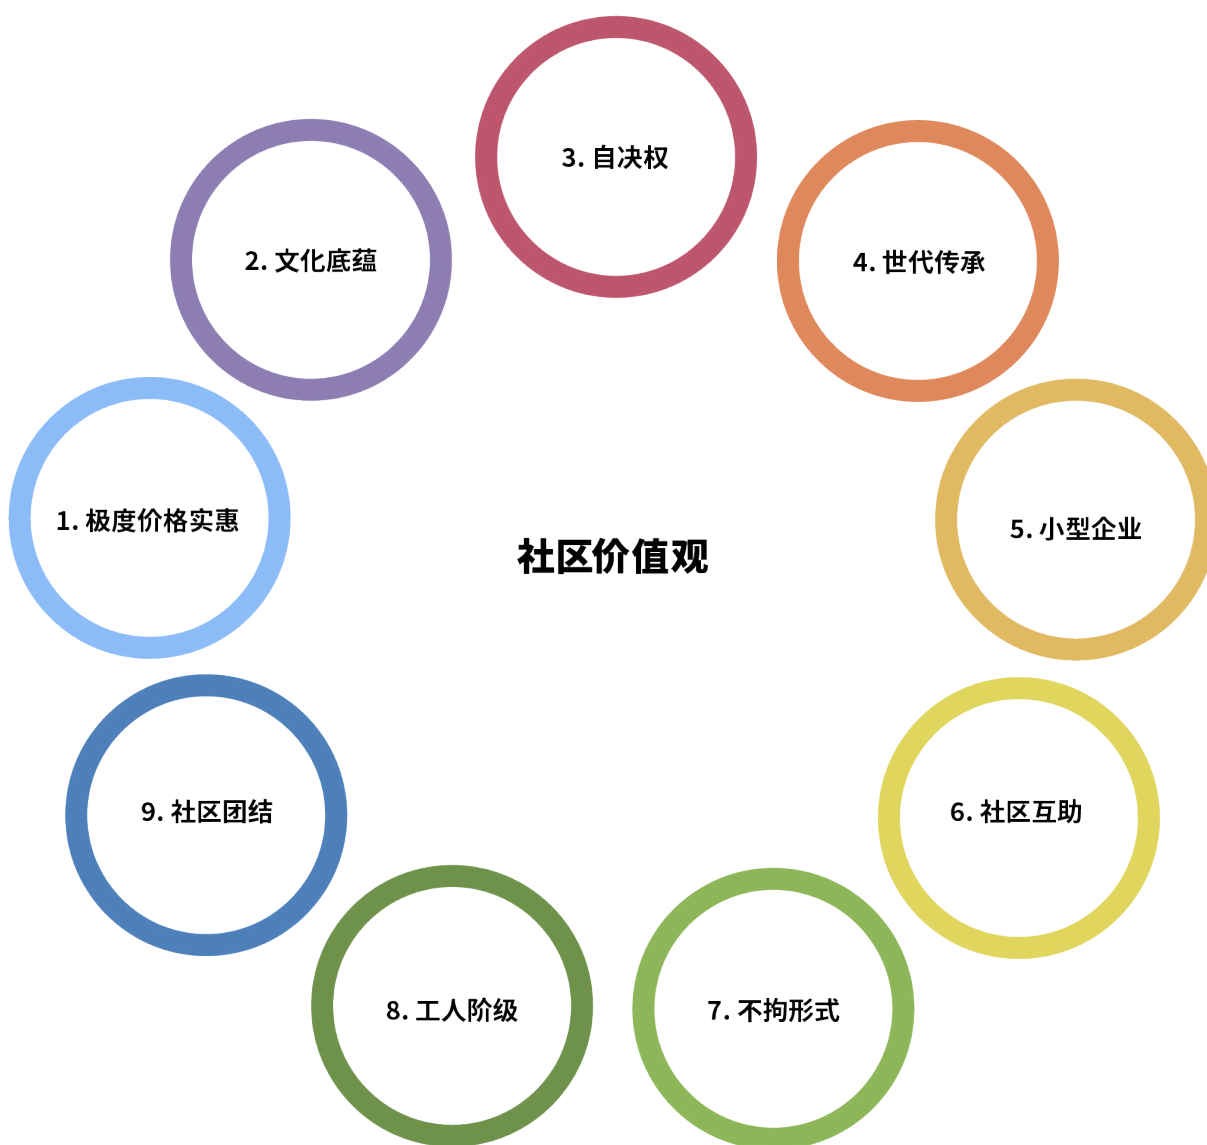 3. 自决权
2. 文化底蕴
4. 世代传承
1. 极度价格实惠
5. 小型企业
社区价值观
9. 社区团结
6. 社区互助
8. 工人阶级
7. 不拘形式